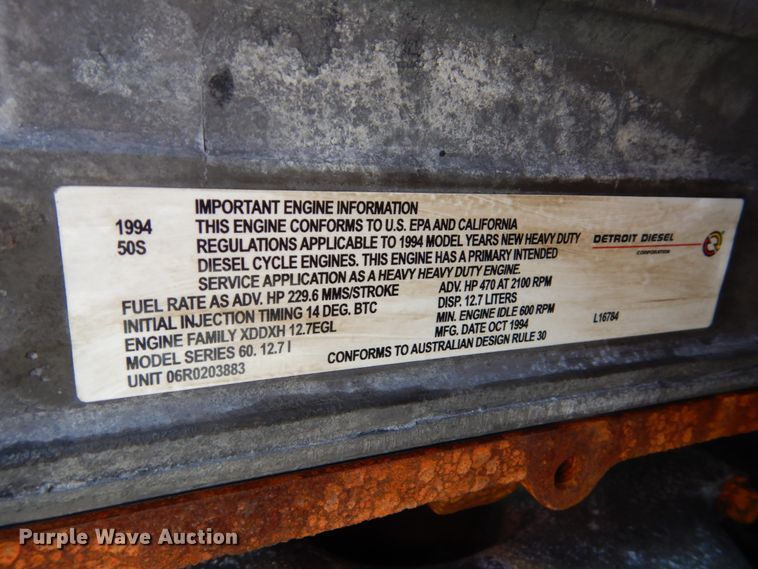 1994
50S
IMPORTANT ENGINE INFORMATION
THIS ENGINE CONFORMS TO U.S. EPA AND CALIFORNIA
REGULATIONS APPLICABLE TO 1994 MODEL YEARS NEW HEAVY DUTY
DIESEL CYCLE ENGINES. THIS ENGINE HAS A PRIMARY INTENDED
SERVICE APPLICATION AS A HEAVY HEAVY DUTY ENGINE.
DETROIT DIESEL
CORPORATION
FUEL RATE AS ADV. HP 229.6 MMS/STROKE
INITIAL INJECTION TIMING 14 DEG. BTC
ENGINE FAMILY XDDXH 12.7EGL
MODEL SERIES 60. 12.7 l
UNIT 06R0203883
ADV. HP 470 AT 2100 RPM
DISP. 12.7 LITERS
MIN. ENGINE IDLE 600 RPM
MFG. DATE OCT 1994
CONFORMS TO AUSTRALIAN DESIGN RULE 30
L16784
Purple Wave Auction